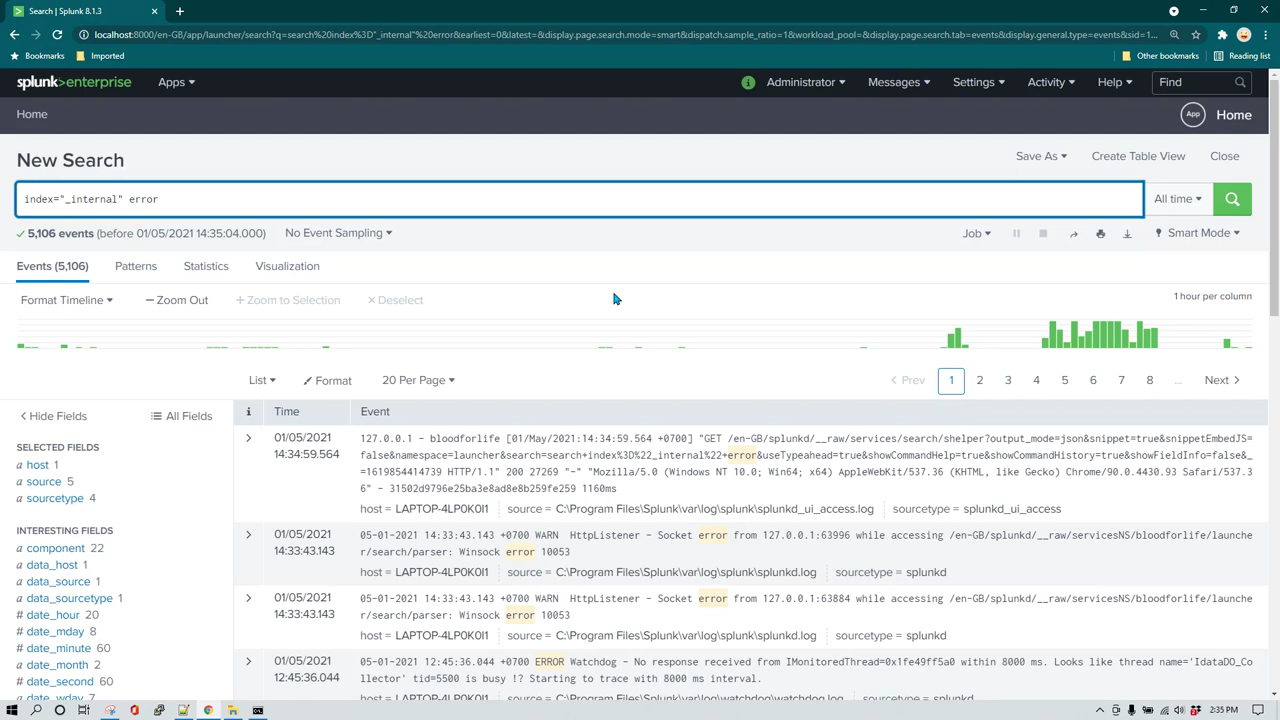 Search | Splunk 8.1.3
localhost:8000/en-GB/app/launcher/search?q=search%20index%3D"_internal"%20error&earliest=0&latest=&display.page.search.mode=smart&dispatch.sample_ratio=1&workload_pool=&display.page.search.tab=events&display.general.type=events&sid=1...
Bookmarks Imported Other bookmarks Reading list
splunk>enterprise Apps Administrator Messages Settings Activity Help Find
Home App Home
New Search Save As Create Table View Close
index="_internal" error All time
5,106 events (before 01/05/2021 14:35:04.000) No Event Sampling Job Smart Mode
Events (5,106) Patterns Statistics Visualization
Format Timeline — Zoom Out + Zoom to Selection × Deselect 1 hour per column
List Format 20 Per Page < Prev 1 2 3 4 5 6 7 8 ... Next >
< Hide Fields All Fields i Time Event
SELECTED FIELDS
a host 1
a source 5
a sourcetype 4
INTERESTING FIELDS
a component 22
a data_host 1
a data_source 1
a data_sourcetype 1
# date_hour 20
# date_mday 8
# date_minute 60
# date_month 2
# date_second 60
date_wday 7
> 01/05/2021
14:34:59.564
127.0.0.1 - bloodforlife [01/May/2021:14:34:59.564 +0700] "GET /en-GB/splunkd/__raw/services/search/shelper?output_mode=json&snippet=true&snippetEmbedJS=
false&namespace=launcher&search=search+index%3D%22_internal%22+error&useTypeahead=true&showCommandHelp=true&showCommandHistory=true&showFieldInfo=false&_
=1619854414739 HTTP/1.1" 200 27269 "-" "Mozilla/5.0 (Windows NT 10.0; Win64; x64) AppleWebKit/537.36 (KHTML, like Gecko) Chrome/90.0.4430.93 Safari/537.3
6" - 31502d9796e25ba3e8ad8e8b259fe259 1160ms
host = LAPTOP-4LP0K0I1 source = C:\Program Files\Splunk\var\log\splunk\splunkd_ui_access.log sourcetype = splunkd_ui_access
> 01/05/2021
14:33:43.143
05-01-2021 14:33:43.143 +0700 WARN HttpListener - Socket error from 127.0.0.1:63996 while accessing /en-GB/splunkd/__raw/servicesNS/bloodforlife/launche
r/search/parser: Winsock error 10053
host = LAPTOP-4LP0K0I1 source = C:\Program Files\Splunk\var\log\splunk\splunkd.log sourcetype = splunkd
> 01/05/2021
14:33:43.143
05-01-2021 14:33:43.143 +0700 WARN HttpListener - Socket error from 127.0.0.1:63884 while accessing /en-GB/splunkd/__raw/servicesNS/bloodforlife/launche
r/search/parser: Winsock error 10053
host = LAPTOP-4LP0K0I1 source = C:\Program Files\Splunk\var\log\splunk\splunkd.log sourcetype = splunkd
> 01/05/2021
12:45:36.044
05-01-2021 12:45:36.044 +0700 ERROR Watchdog - No response received from IMonitoredThread=0x1fe49ff5a0 within 8000 ms. Looks like thread name='IdataDO_Co
llector' tid=5500 is busy !? Starting to trace with 8000 ms interval.
host = LAPTOP-4LP0K0I1 source = C:\Program Files\Splunk\var\log\watchdog\watchdog.log sourcetype = splunkd
2:35 PM